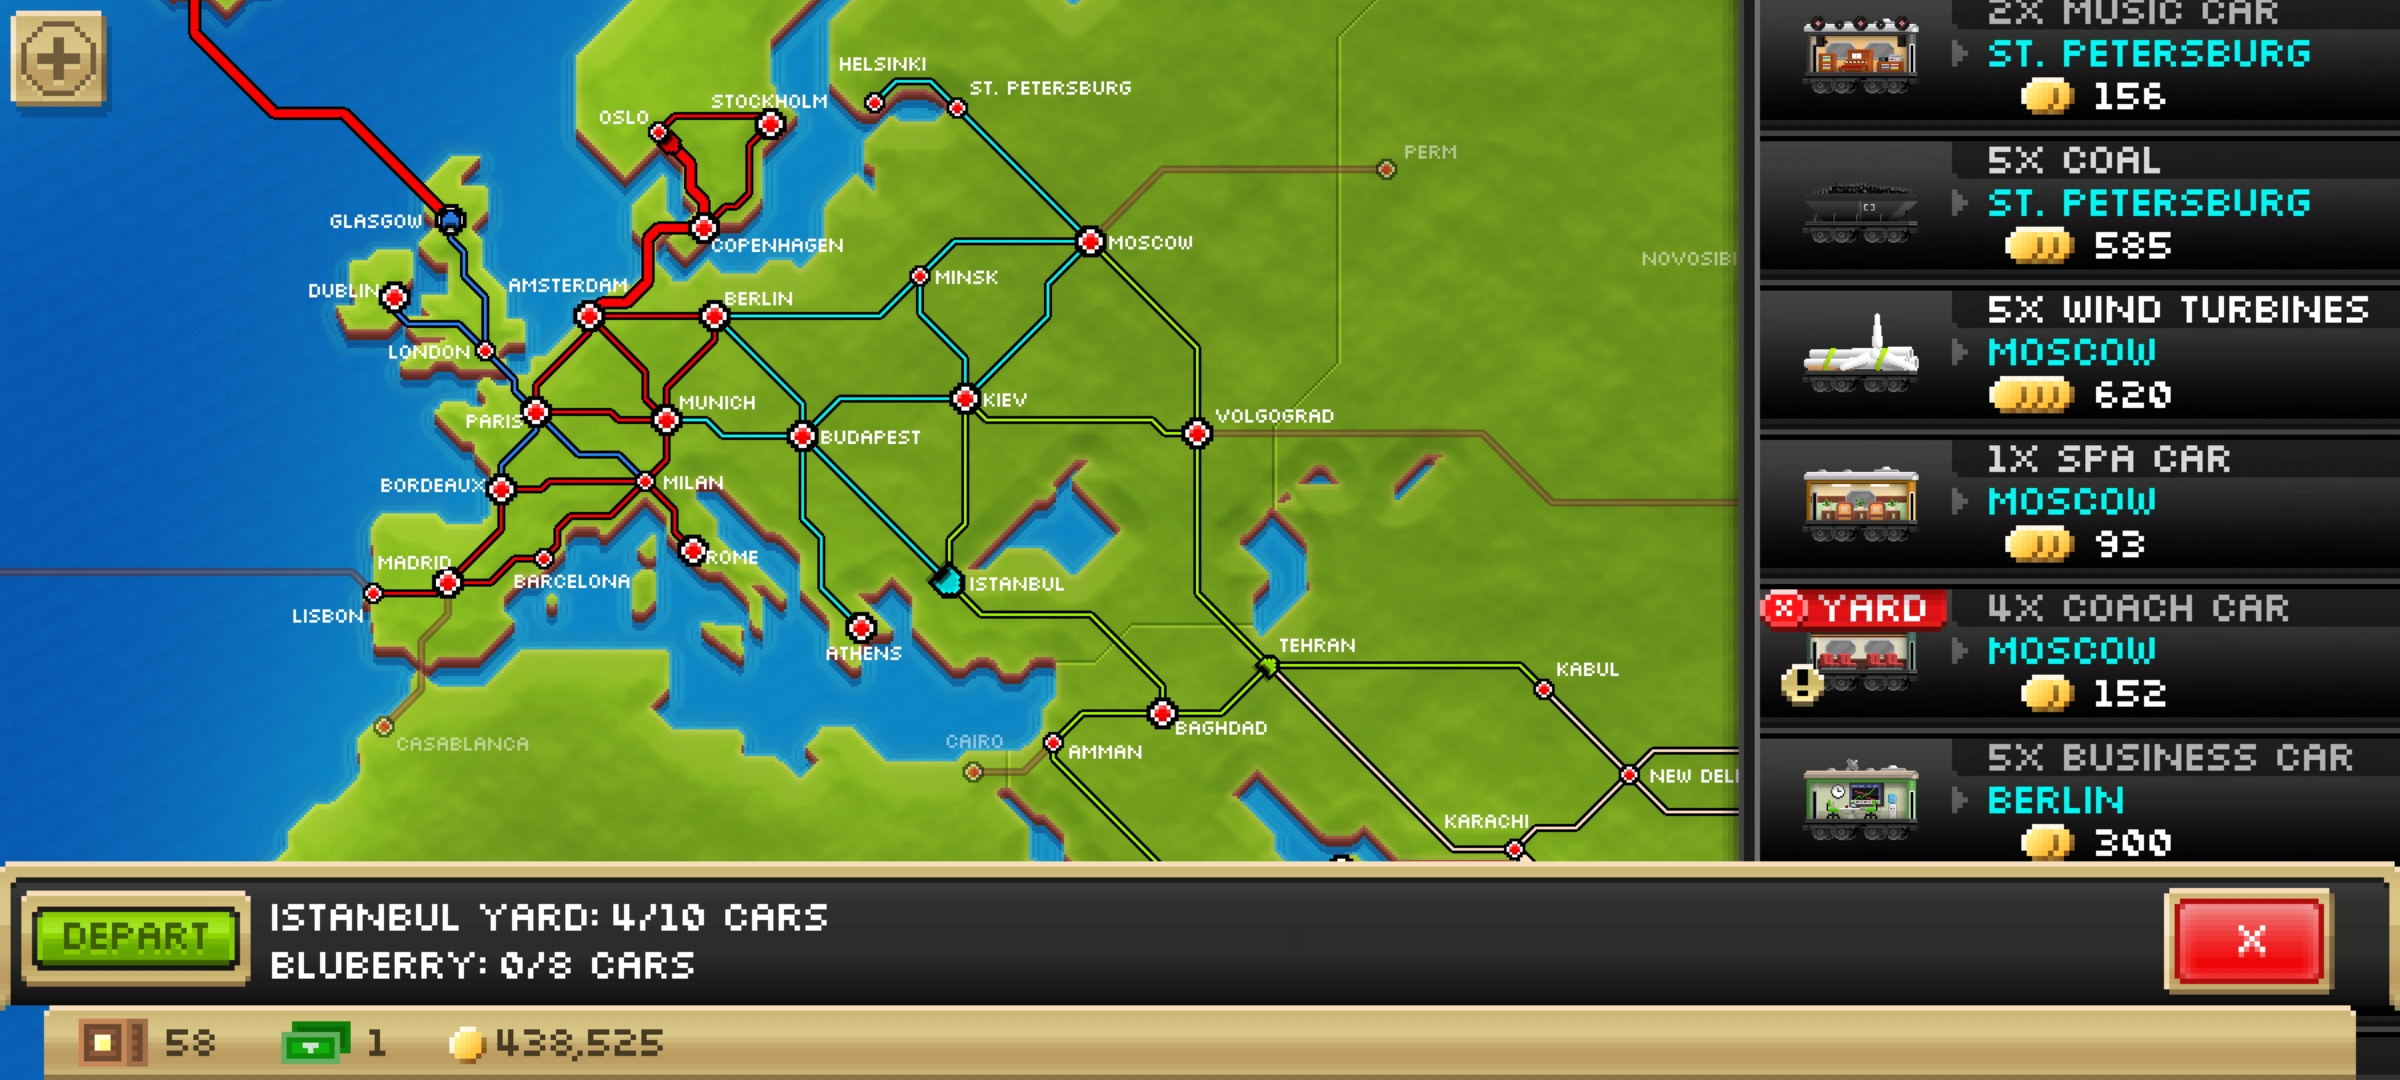 HELSINKI
ST. PETERSBURG
STOCKHOLM
OSLO
PERM
GLASGOW
COPENHAGEN
MOSCOW
NOVOSIB
MINSK
AMSTERDAM
DUBLIN
BERLIN
LONDON
MUNICH
KIEV
PARIS
VOLGOGRAD
BUDAPEST
BORDEAUX
MILAN
MADRID
ROME
BARCELONA
ISTANBUL
LISBON
ATHENS
TEHRAN
KABUL
BAGHDAD
CASABLANCA
CAIRO
AMMAN
NEW DEL
KARACHI
2X MUSIC CAR
ST. PETERSBURG
156
5X COAL
ST. PETERSBURG
585
5X WIND TURBINES
MOSCOW
620
1X SPA CAR
MOSCOW
93
X YARD
4X COACH CAR
MOSCOW
152
5X BUSINESS CAR
BERLIN
300
DEPART
ISTANBUL YARD: 4/10 CARS
BLUBERRY: 0/8 CARS
X
58
1
438,525